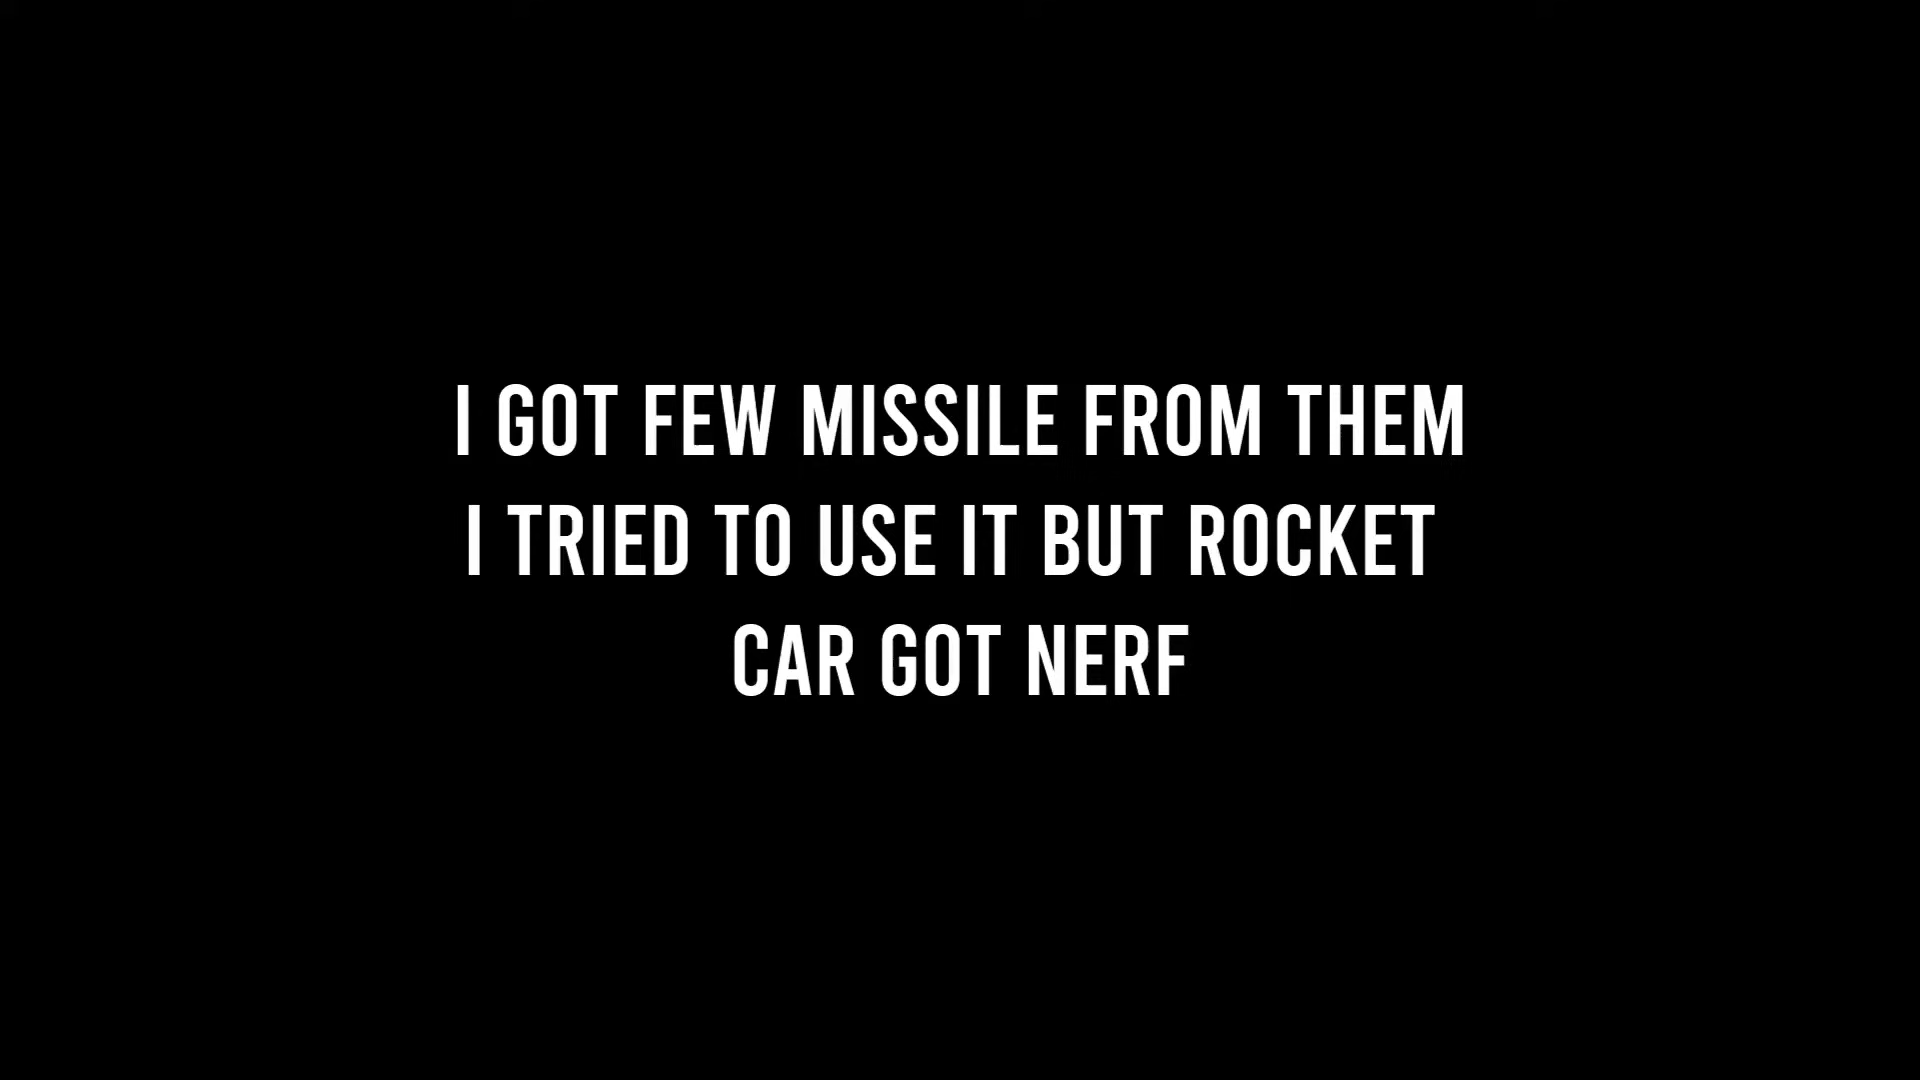 I GOT FEW MISSILE FROM THEM
I TRIED TO USE IT BUT ROCKET
CAR GOT NERF